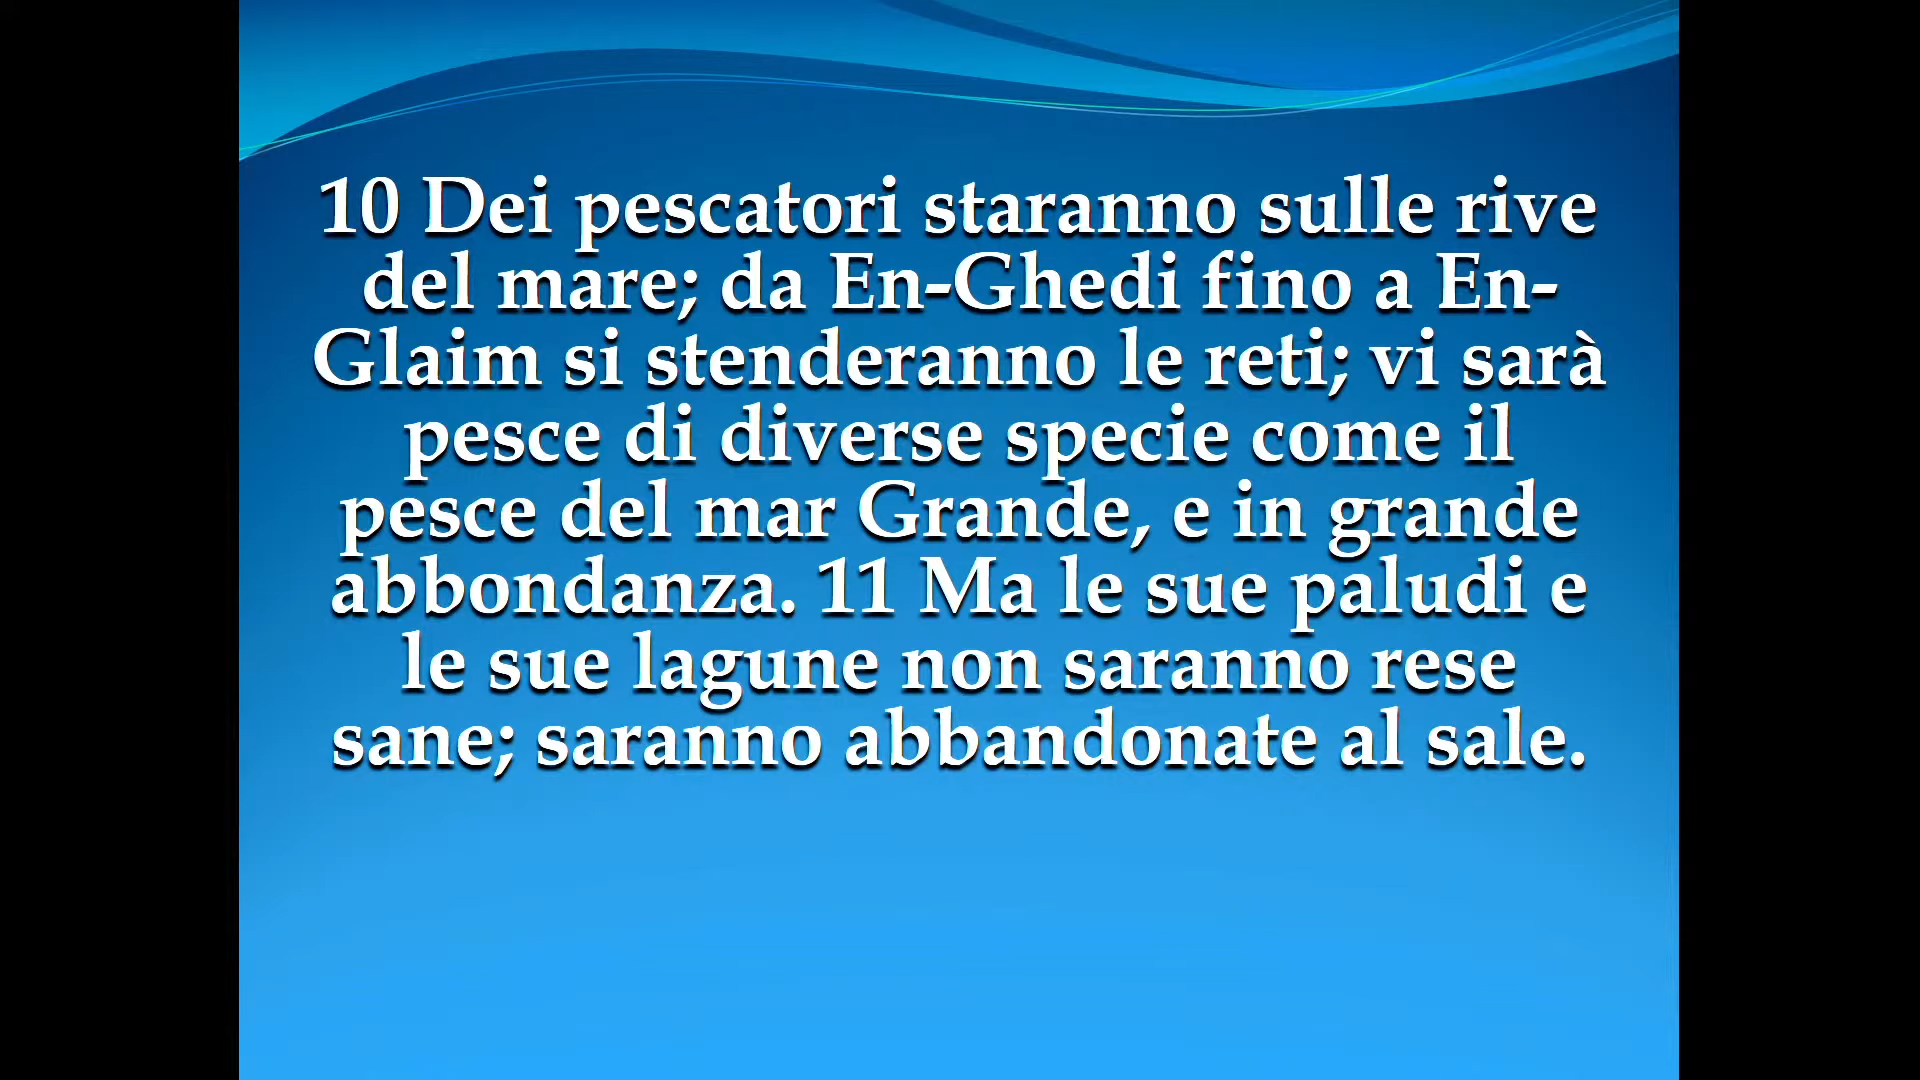 10 Dei pescatori staranno sulle rive
del mare; da En-Ghedi fino a En-
Glaim si stenderanno le reti; vi sarà
pesce di diverse specie come il
pesce del mar Grande, e in grande
abbondanza. 11 Ma le sue paludi e
le sue lagune non saranno rese
sane; saranno abbandonate al sale.